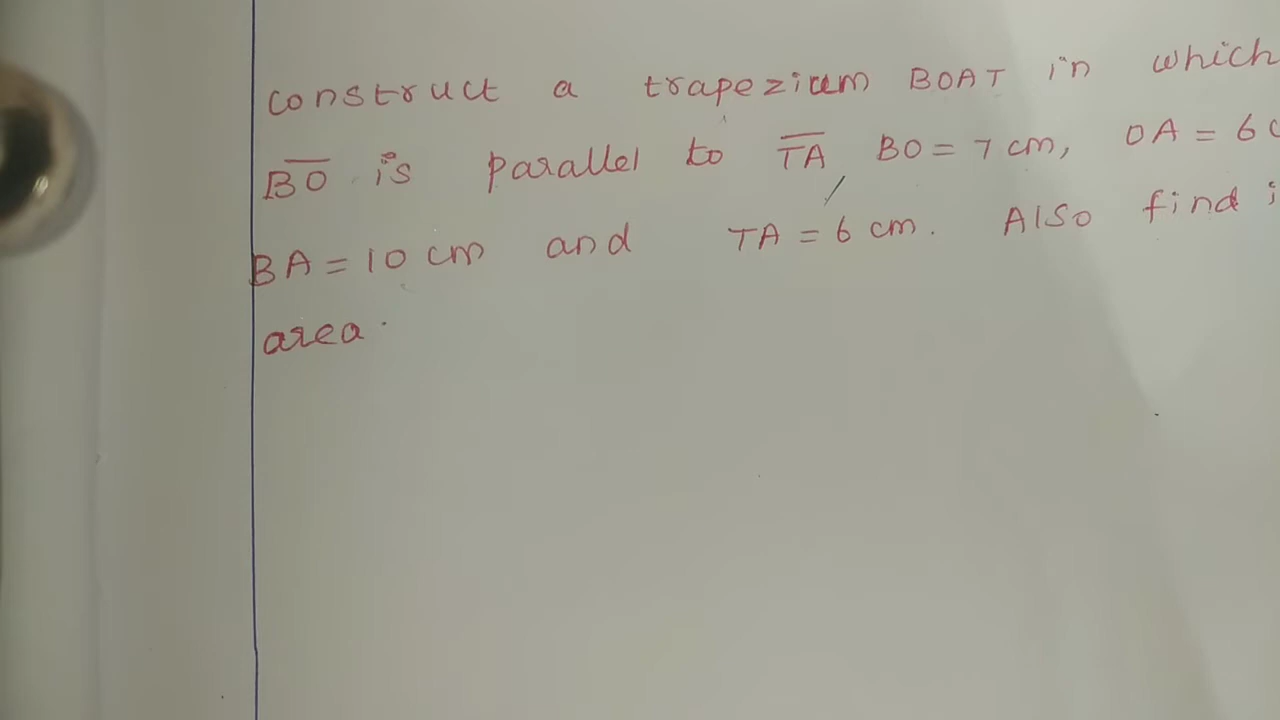 construct a trapezium BOAT in which
BO is parallel to TA BO = 7 cm, OA = 6
BA = 10 cm and TA = 6 cm. Also find
area.